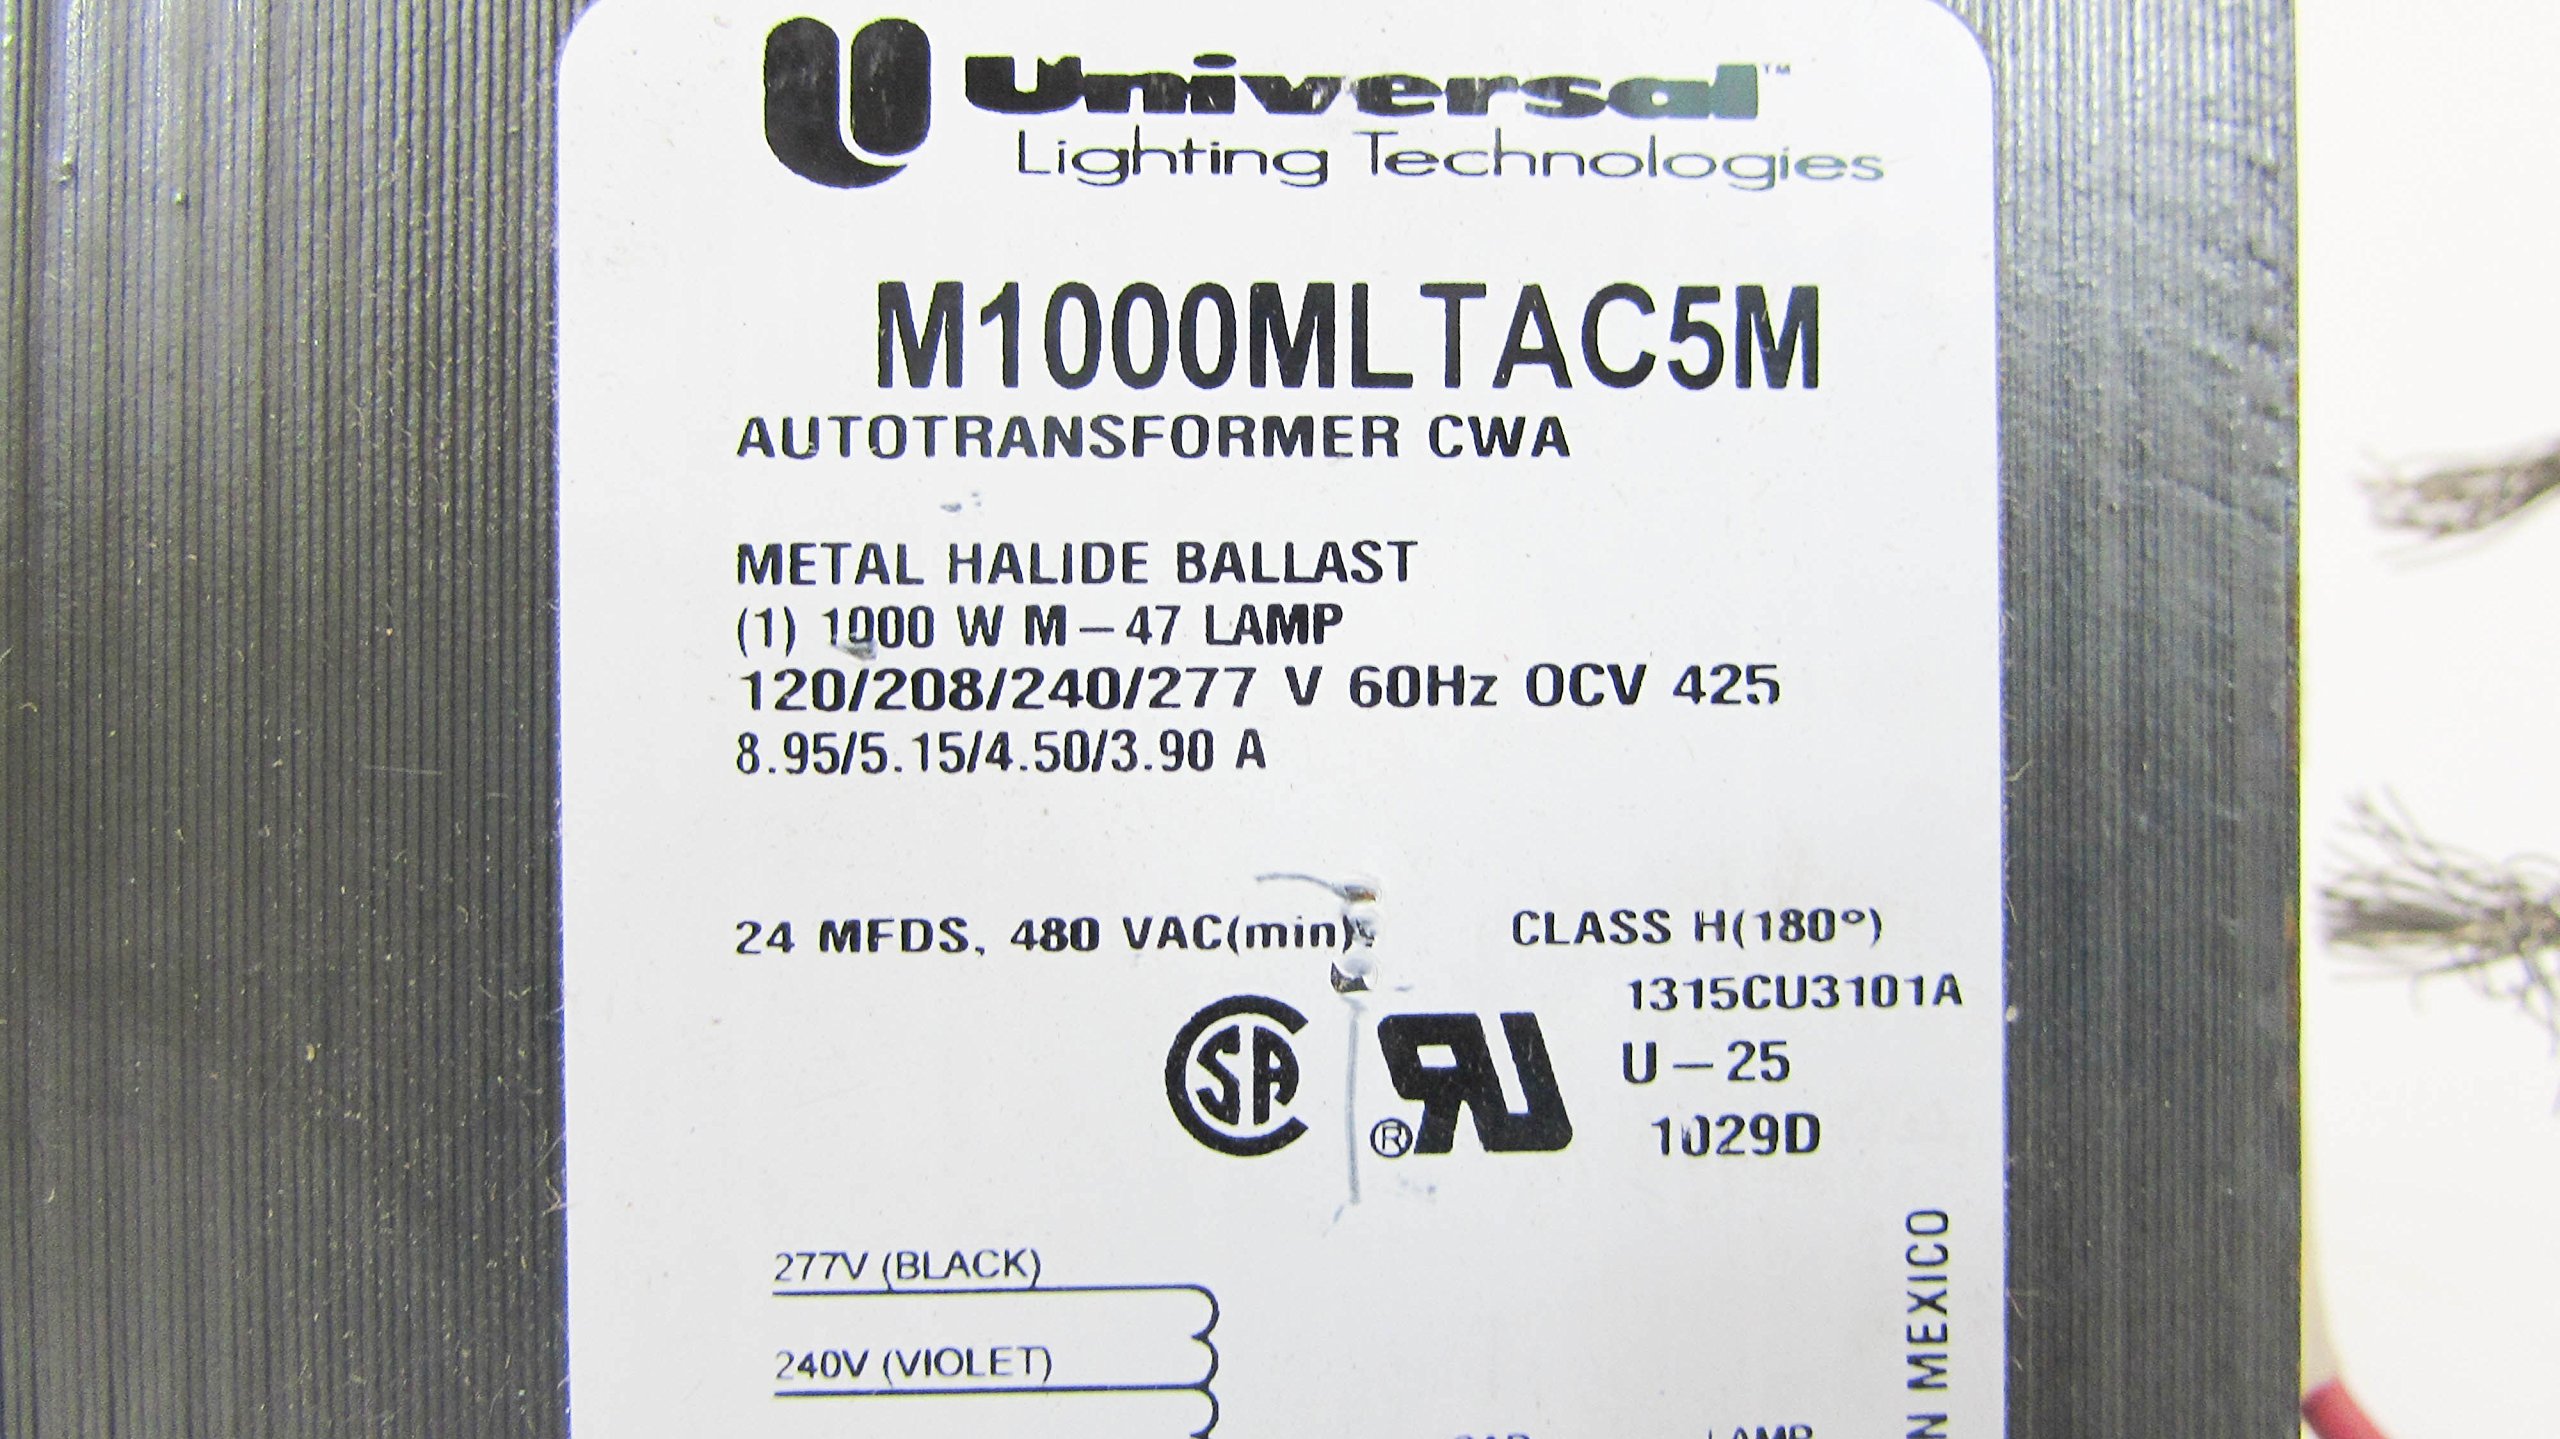 Universal™
Lighting Technologies
M1000MLTAC5M
AUTOTRANSFORMER CWA
METAL HALIDE BALLAST
(1) 1000 W M-47 LAMP
120/208/240/277 V 60Hz OCV 425
8.95/5.15/4.50/3.90 A
24 MFDS, 480 VAC(min)
CLASS H(180°)
1315CU3101A
U-25
1029D
277V (BLACK)
240V (VIOLET)
LAMP
MEXICO